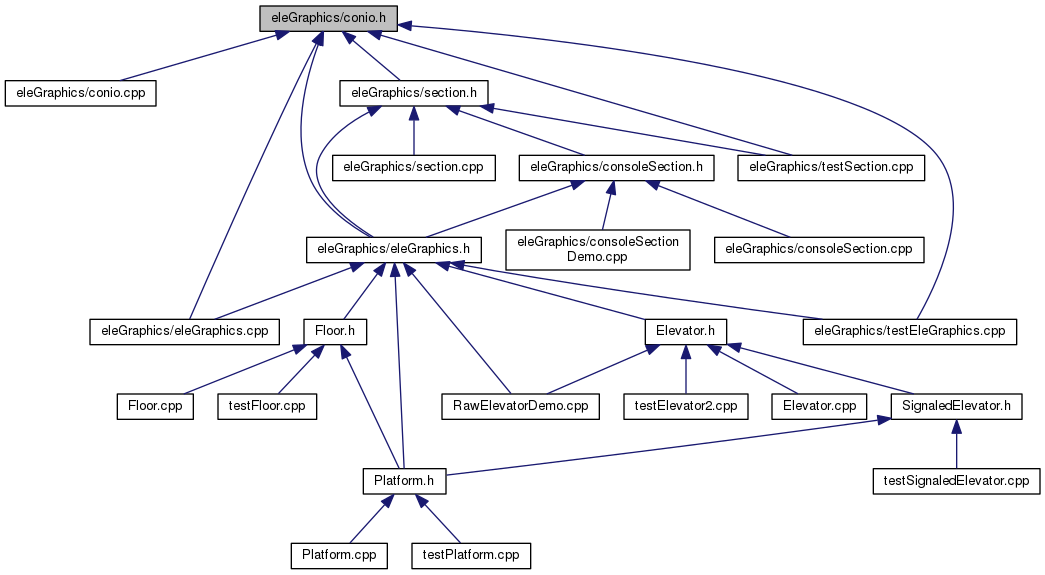 eleGraphics/conio.h
eleGraphics/conio.cpp
eleGraphics/section.h
eleGraphics/section.cpp
eleGraphics/consoleSection.h
eleGraphics/testSection.cpp
eleGraphics/eleGraphics.h
eleGraphics/consoleSection
Demo.cpp
eleGraphics/consoleSection.cpp
eleGraphics/eleGraphics.cpp
Floor.h
Elevator.h
eleGraphics/testEleGraphics.cpp
Floor.cpp
testFloor.cpp
RawElevatorDemo.cpp
testElevator2.cpp
Elevator.cpp
SignaledElevator.h
Platform.h
testSignaledElevator.cpp
Platform.cpp
testPlatform.cpp